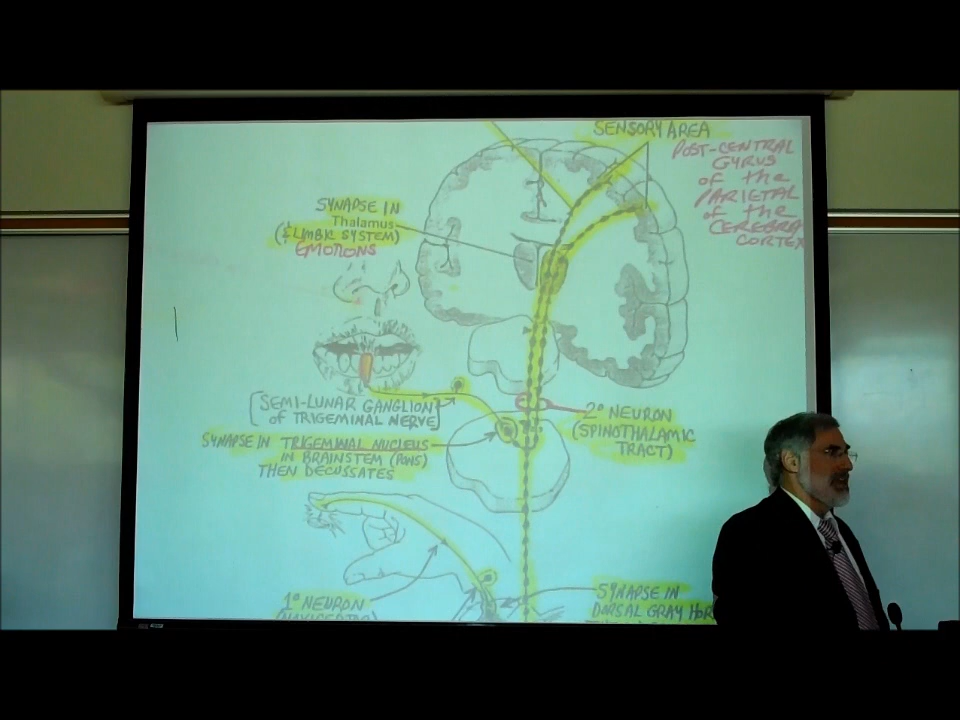 SENSORY AREA
POST-CENTRAL
GYRUS
of the
PARIETAL
of the
CEREBRA
CORTEX
SYNAPSE IN
Thalamus
(& LIMBIC SYSTEM)
EMOTIONS
[SEMI-LUNAR GANGLION
of TRIGEMINAL NERVE]
SYNAPSE IN TRIGEMINAL NUCLEUS
IN BRAINSTEM (PONS)
THEN DECUSSATES
2° NEURON
(SPINOTHALAMIC
TRACT)
1° NEURON
SYNAPSE IN
DORSAL GRAY HOR